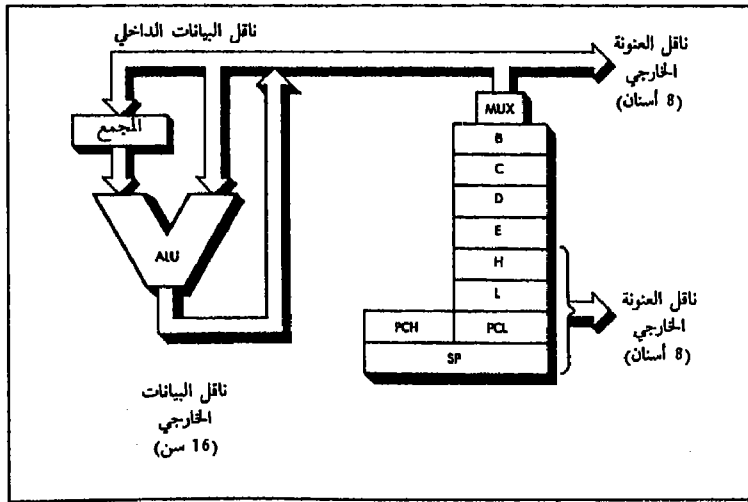 ناقل البيانات الداخلي
ناقل العنونة
الخارجي
(8 أسنان)
المجمع
MUX
B
C
D
E
H
L
PCH PCL
SP
ALU
ناقل العنونة
الخارجي
(8 أسنان)
ناقل البيانات
الخارجي
(16 سن)